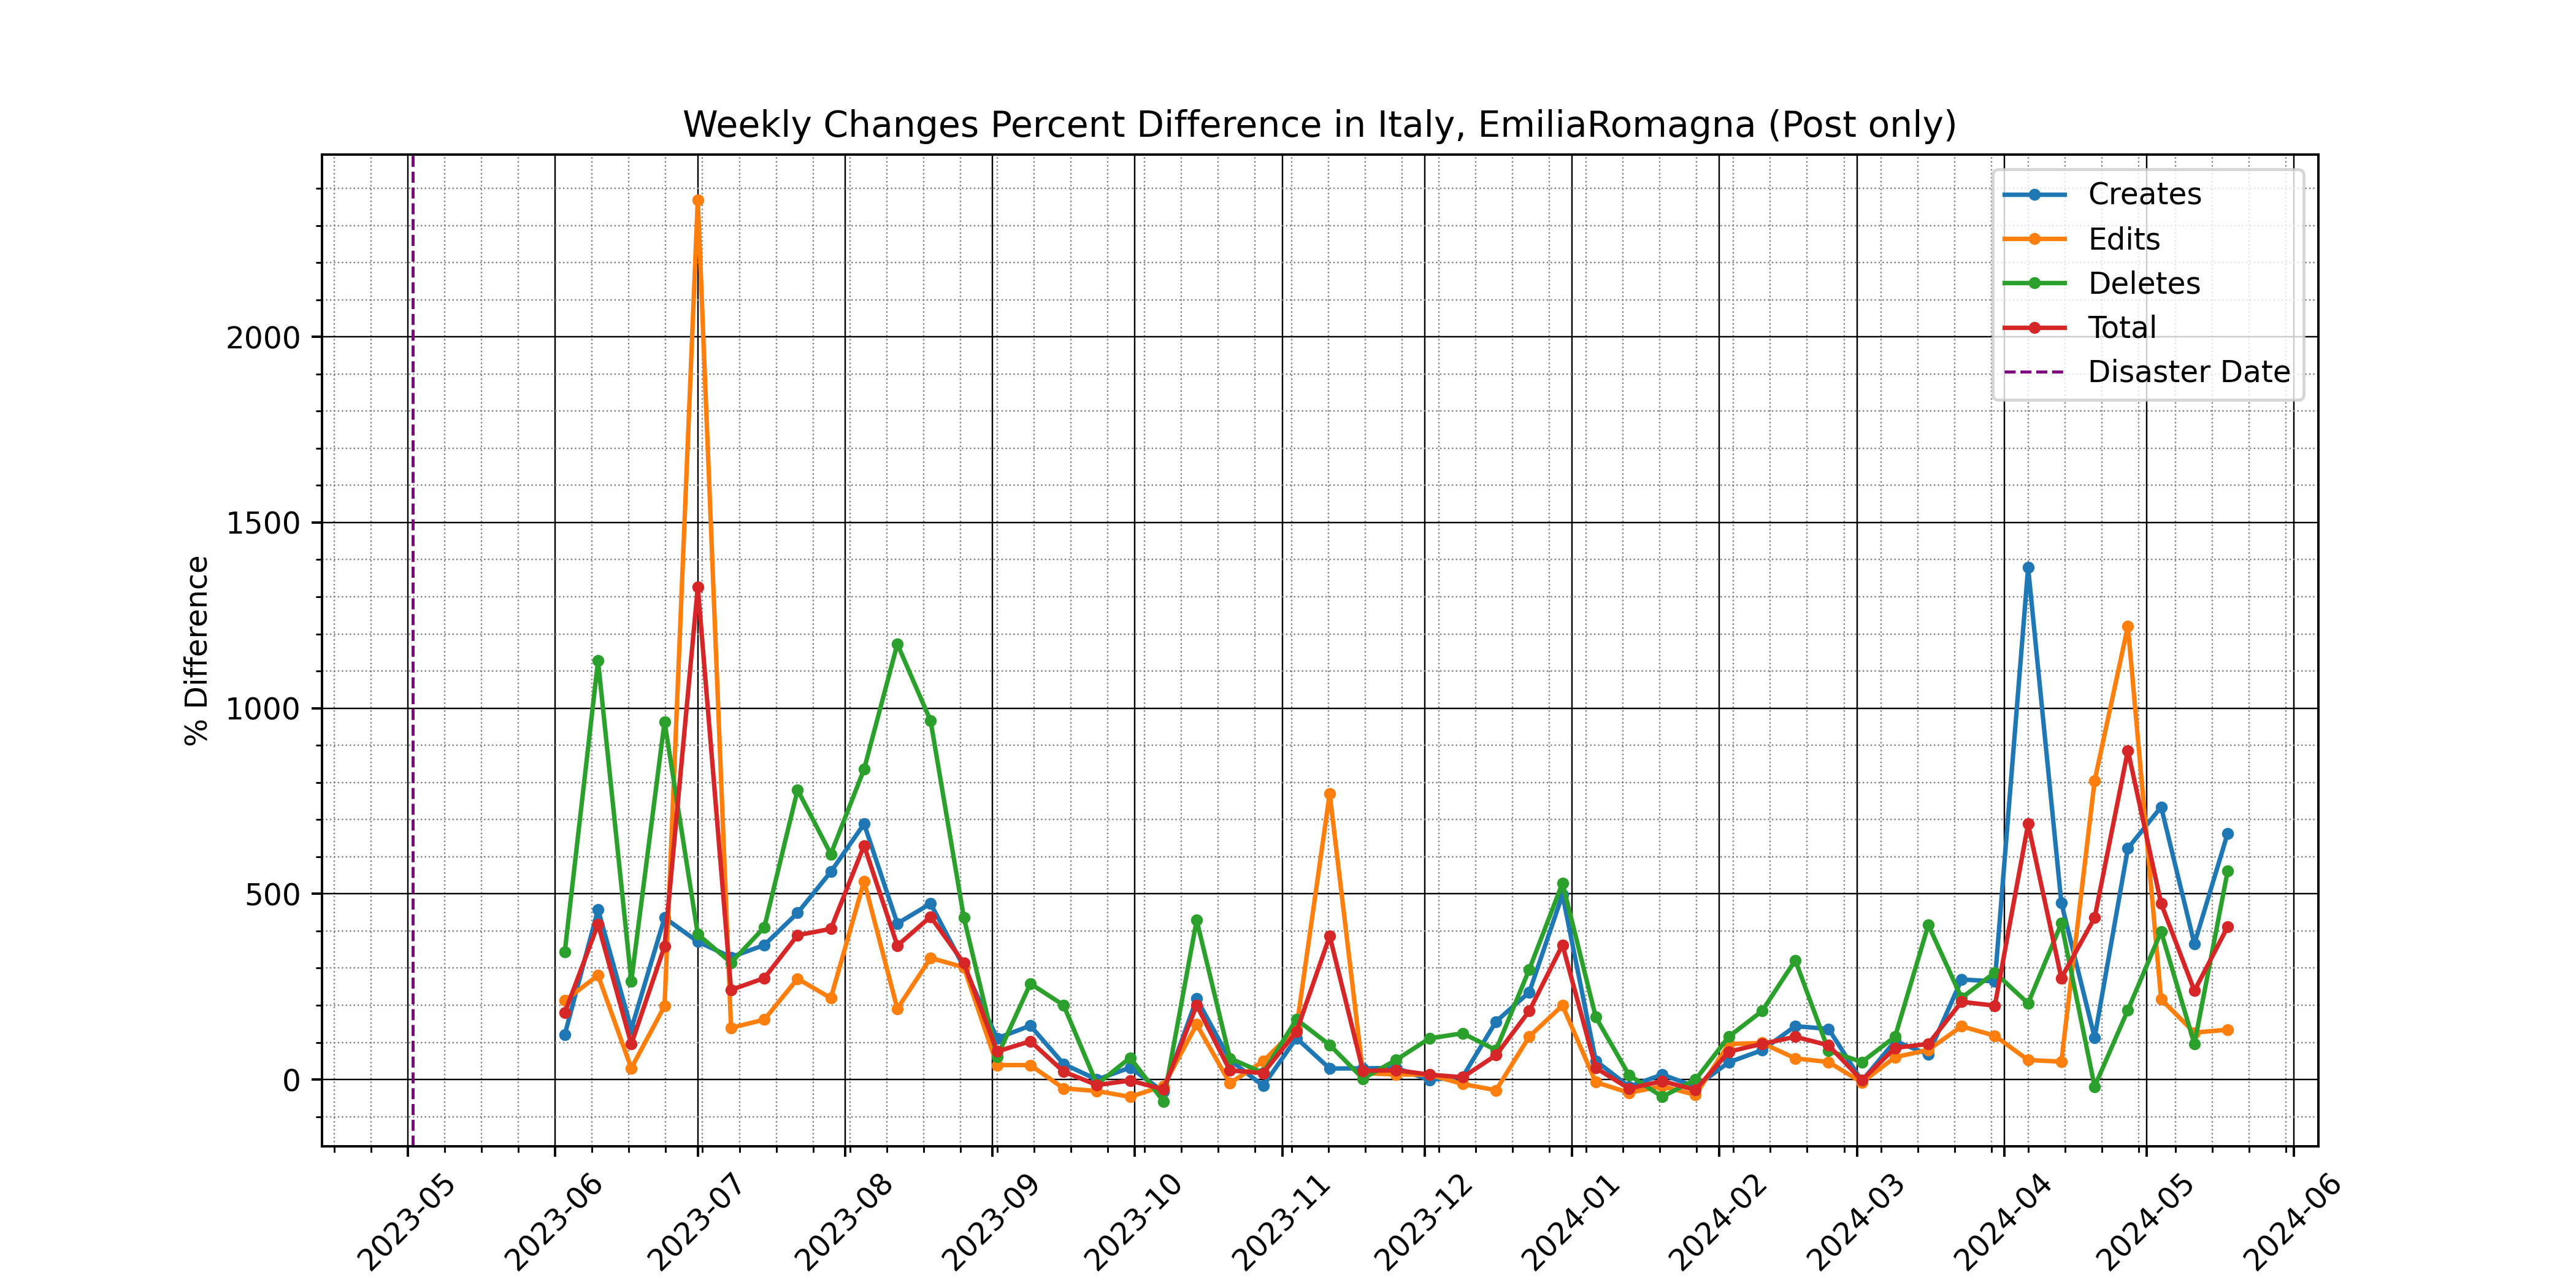 Weekly Changes Percent Difference in Italy, EmiliaRomagna (Post only)
Creates
Edits
Deletes
Total
Disaster Date
2000
1500
1000
500
0
% Difference
2023-05
2023-06
2023-07
2023-08
2023-09
2023-10
2023-11
2023-12
2024-01
2024-02
2024-03
2024-04
2024-05
2024-06